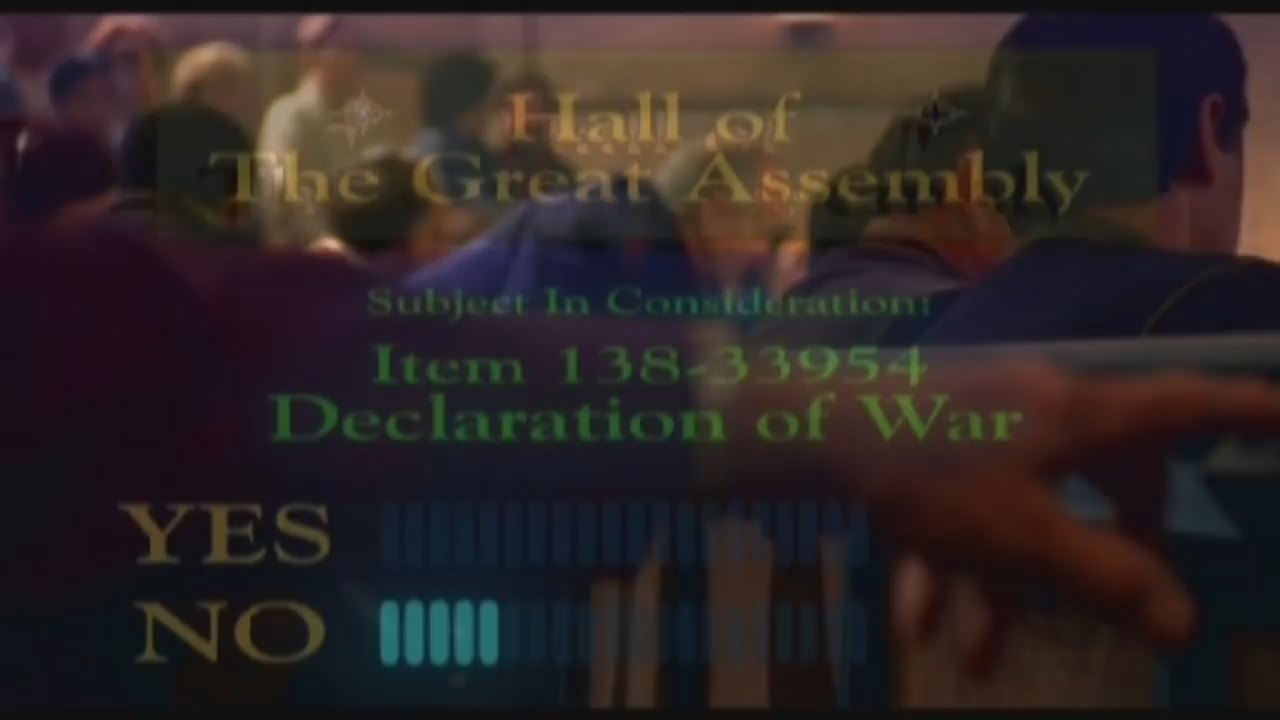 Hall of
The Great Assembly
Subject In Consideration:
Item 138-33954
Declaration of War
YES
NO